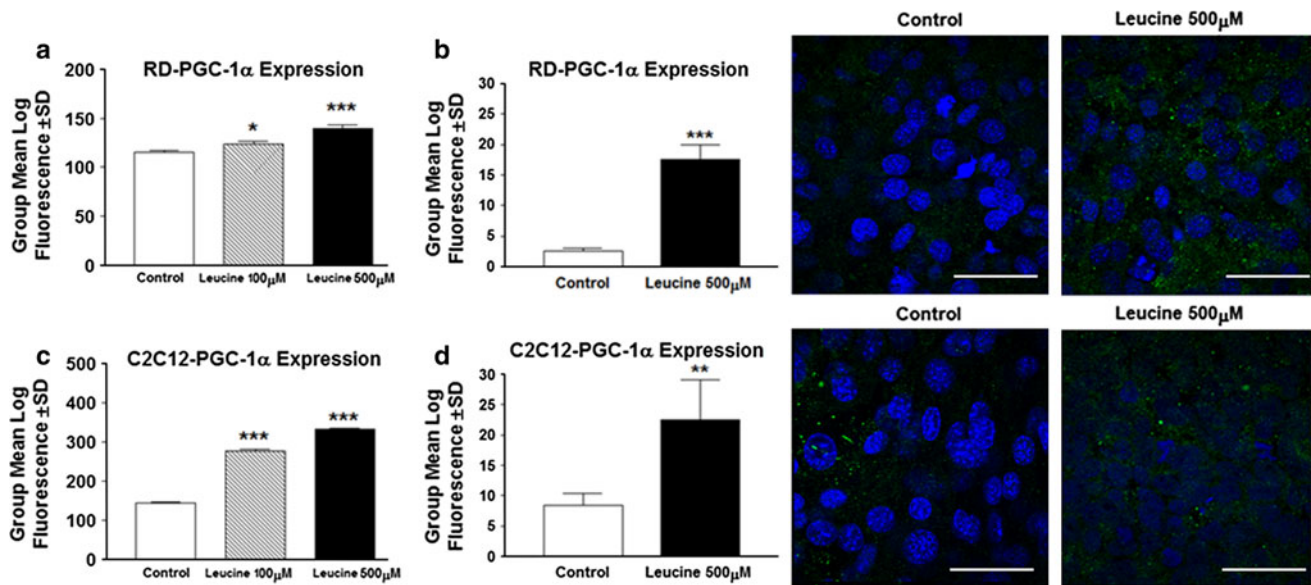 a
RD-PGC-1α Expression
Group Mean Log
Fluorescence ±SD
200
150
100
50
0
*
***
Control
Leucine 100μM
Leucine 500μM
b
RD-PGC-1α Expression
Group Mean Log
Fluorescence ±SD
30
25
20
15
10
5
0
***
Control
Leucine 500μM
Control
Leucine 500μM
c
C2C12-PGC-1α Expression
Group Mean Log
Fluorescence ±SD
500
400
300
200
100
0
***
***
Control
Leucine 100μM
Leucine 500μM
d
C2C12-PGC-1α Expression
Group Mean Log
Fluorescence ±SD
30
25
20
15
10
5
0
**
Control
Leucine 500μM
Control
Leucine 500μM